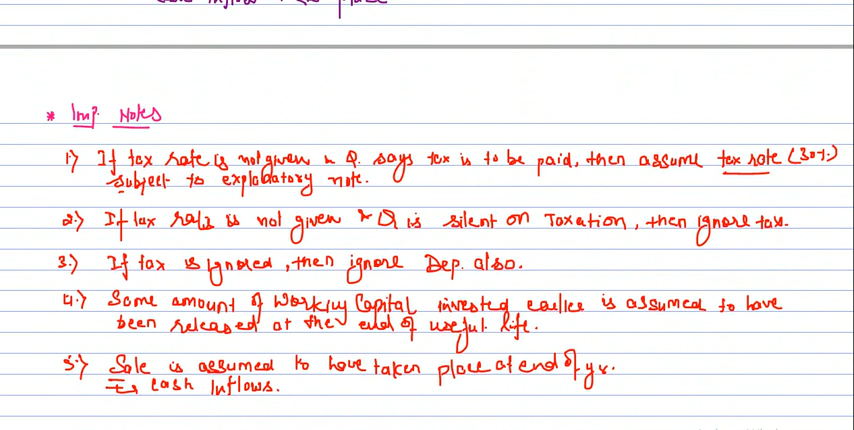 * Imp. Notes
1) If tax rate is not given & Q. says tax is to be paid, then assume tax rate (30%)
subject to explanatory note.
2.) If tax rate is not given & Q is silent on Taxation, then ignore tax.
3.) If tax is ignored, then ignore Dep. also.
4.) Same amount of Working Capital invested earlier is assumed to have
been released at the end of useful life.
5.) Sale is assumed to have taken place at end of yr.
Cash Inflows.